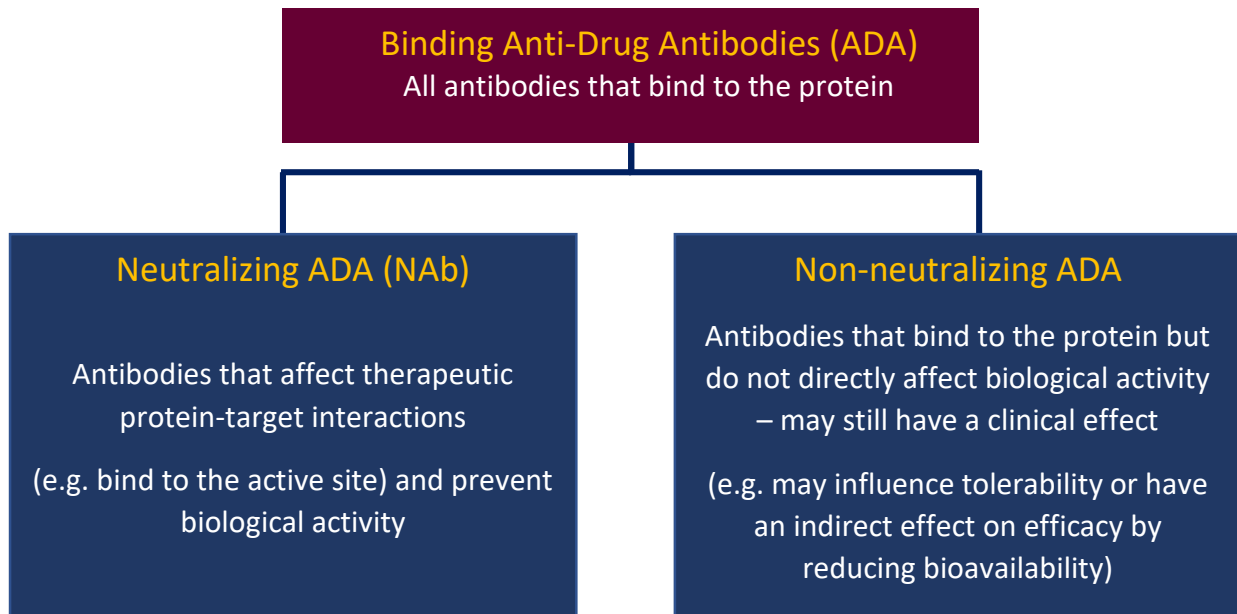 Binding Anti-Drug Antibodies (ADA)
All antibodies that bind to the protein
Neutralizing ADA (NAb)
Antibodies that affect therapeutic
protein-target interactions
(e.g. bind to the active site) and prevent
biological activity
Non-neutralizing ADA
Antibodies that bind to the protein but
do not directly affect biological activity
– may still have a clinical effect
(e.g. may influence tolerability or have
an indirect effect on efficacy by
reducing bioavailability)